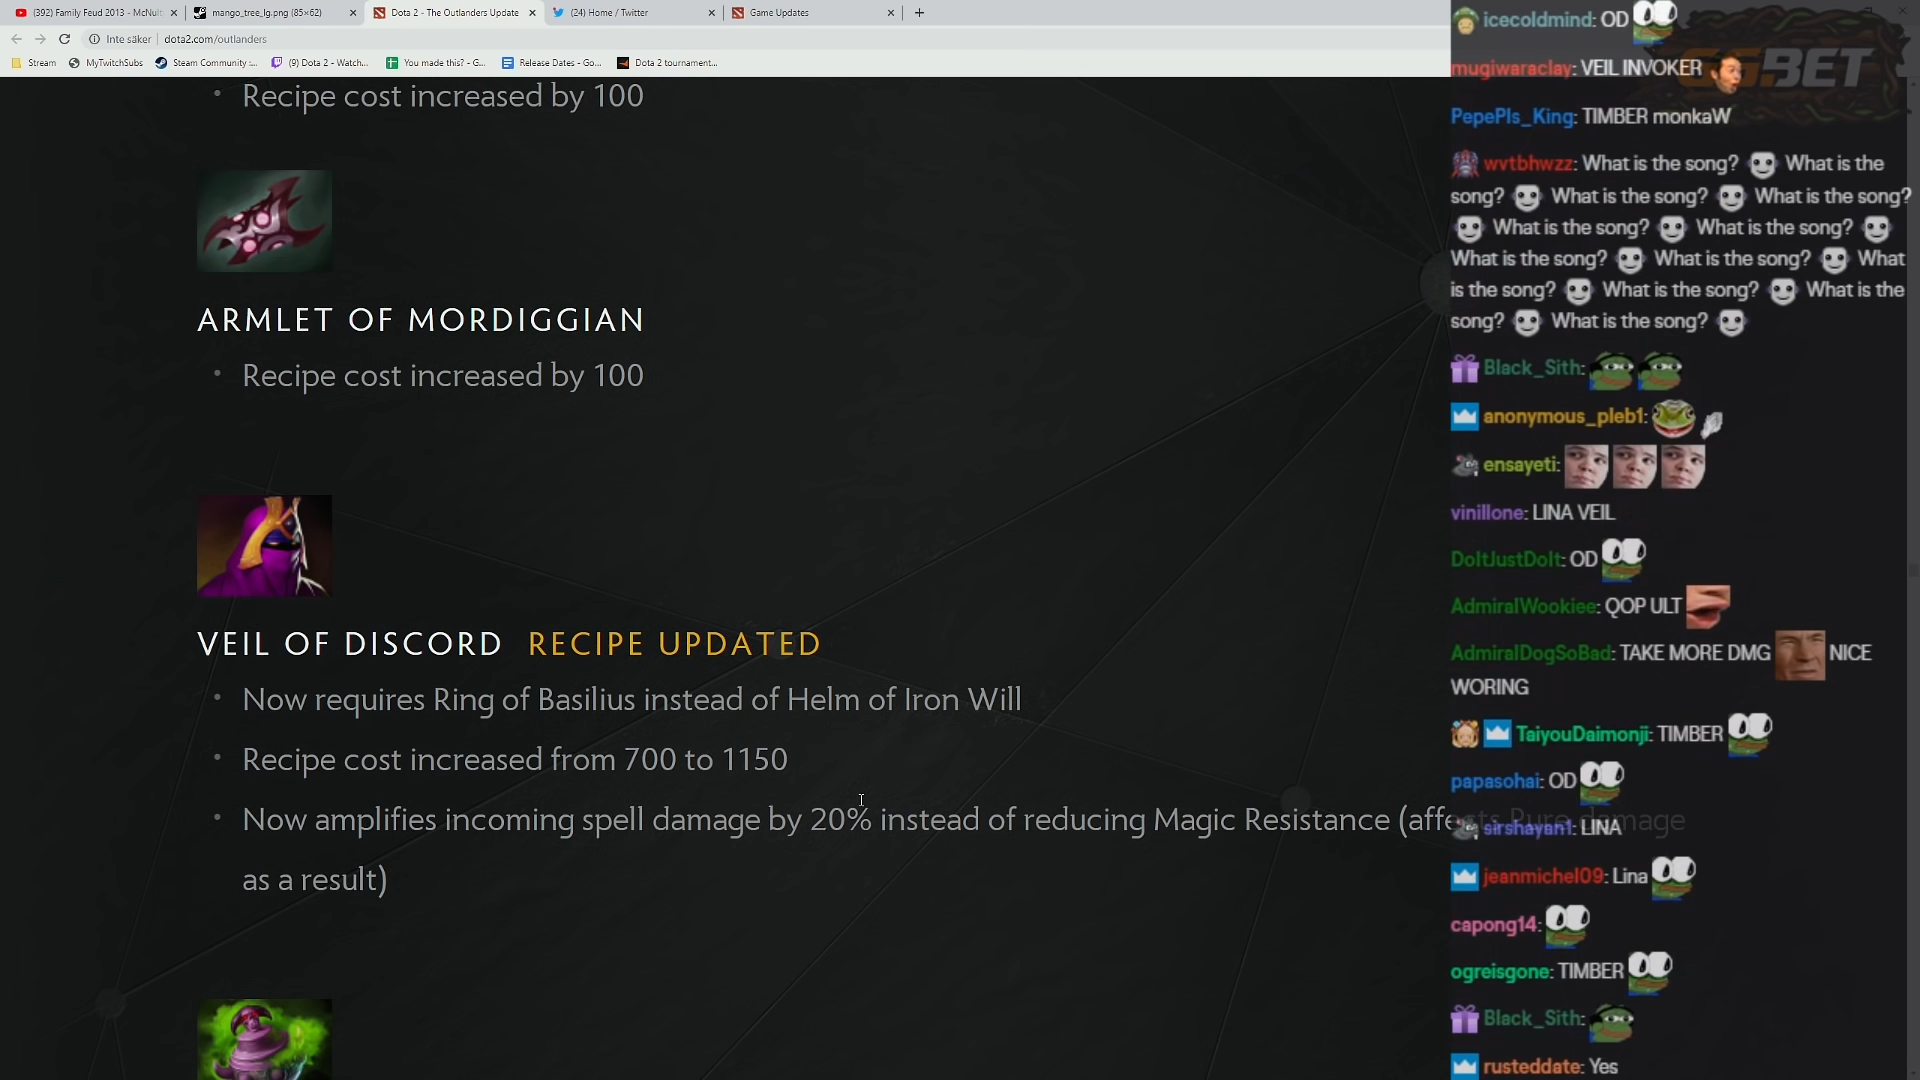 (392) Family Feud 2013 - McNult
mango_tree_lg.png (85×62)
Dota 2 - The Outlanders Update
(24) Home / Twitter
Game Updates
Inte säker
dota2.com/outlanders
Stream
MyTwitchSubs
Steam Community :...
(9) Dota 2 - Watch...
You made this? - G...
Release Dates - Go...
Dota 2 tournament...
Recipe cost increased by 100
ARMLET OF MORDIGGIAN
• Recipe cost increased by 100
VEIL OF DISCORD RECIPE UPDATED
• Now requires Ring of Basilius instead of Helm of Iron Will
• Recipe cost increased from 700 to 1150
• Now amplifies incoming spell damage by 20% instead of reducing Magic Resistance (affects Pure damage
as a result)
GG.BET
icecoldmind: OD
mugiwaraclay: VEIL INVOKER
PepePls_King: TIMBER monkaW
wvtbhwzz: What is the song? What is the
song? What is the song? What is the song?
What is the song? What is the song?
What is the song? What is the song? What
is the song? What is the song? What is the
song? What is the song?
Black_Sith:
anonymous_pleb1:
ensayeti:
vinillone: LINA VEIL
DoItJustDoIt: OD
AdmiralWookiee: QOP ULT
AdmiralDogSoBad: TAKE MORE DMG NICE
WORING
TaiyouDaimonji: TIMBER
papasohai: OD
sirshayan1: LINA
jeanmichel09: Lina
capong14:
ogreisgone: TIMBER
Black_Sith:
rusteddate: Yes